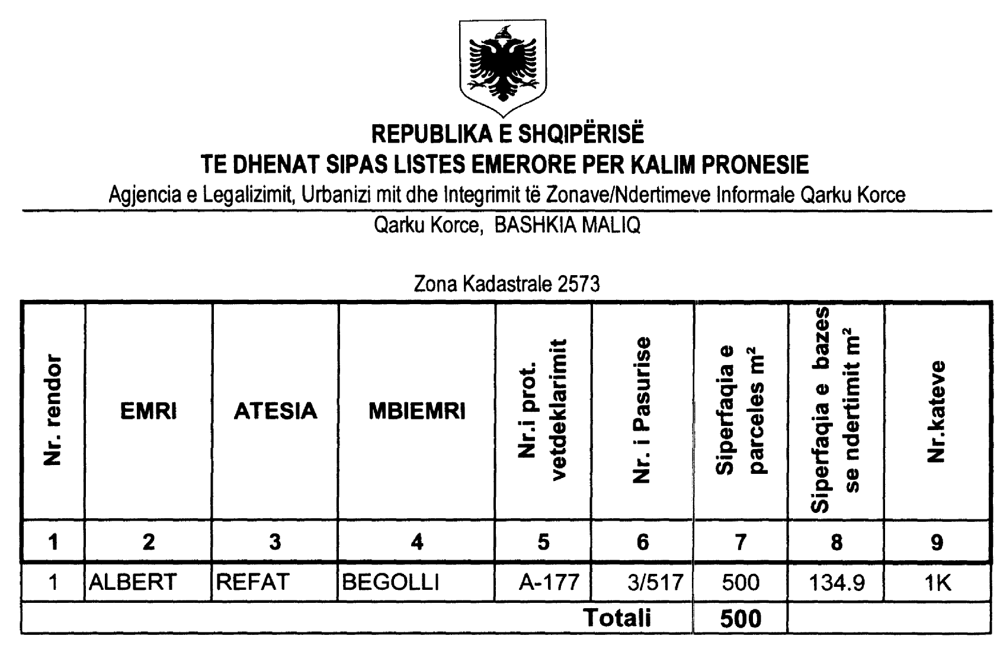 REPUBLIKA E SHQIPËRISË
TE DHENAT SIPAS LISTES EMERORE PER KALIM PRONESIE
Agjencia e Legalizimit, Urbanizi mit dhe Integrimit të Zonave/Ndertimeve Informale Qarku Korce
Qarku Korce, BASHKIA MALIQ
Zona Kadastrale 2573
Nr. rendor
EMRI
ATESIA
MBIEMRI
Nr.i prot.
vetdeklarimit
Nr. i Pasurise
Siperfaqia e
parceles m²
Siperfaqia e bazes
se ndertimit m²
Nr.kateve
1 2 3 4 5 6 7 8 9
1 ALBERT REFAT BEGOLLI A-177 3/517 500 134.9 1K
Totali 500